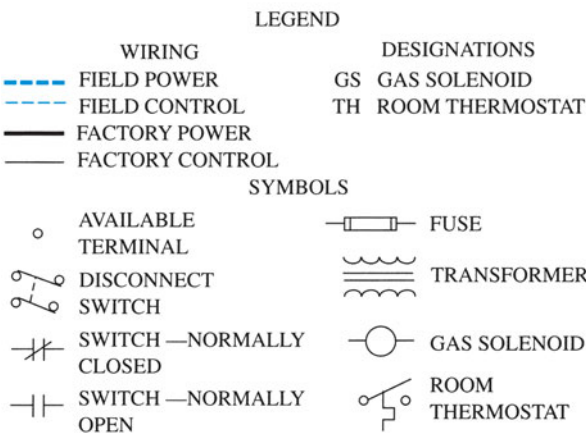 LEGEND
WIRING
FIELD POWER
FIELD CONTROL
FACTORY POWER
FACTORY CONTROL
DESIGNATIONS
GS GAS SOLENOID
TH ROOM THERMOSTAT
SYMBOLS
AVAILABLE
TERMINAL
DISCONNECT
SWITCH
SWITCH —NORMALLY
CLOSED
SWITCH —NORMALLY
OPEN
FUSE
TRANSFORMER
GAS SOLENOID
ROOM
THERMOSTAT